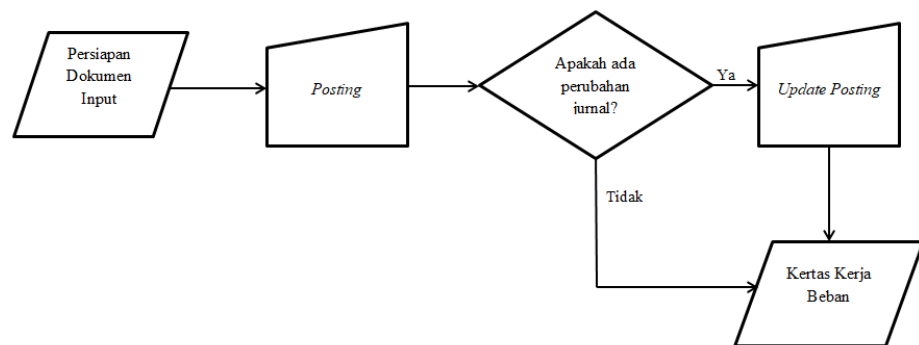 Persiapan
Dokumen
Input
Posting
Apakah ada
perubahan
jurnal?
Ya
Update Posting
Tidak
Kertas Kerja
Beban